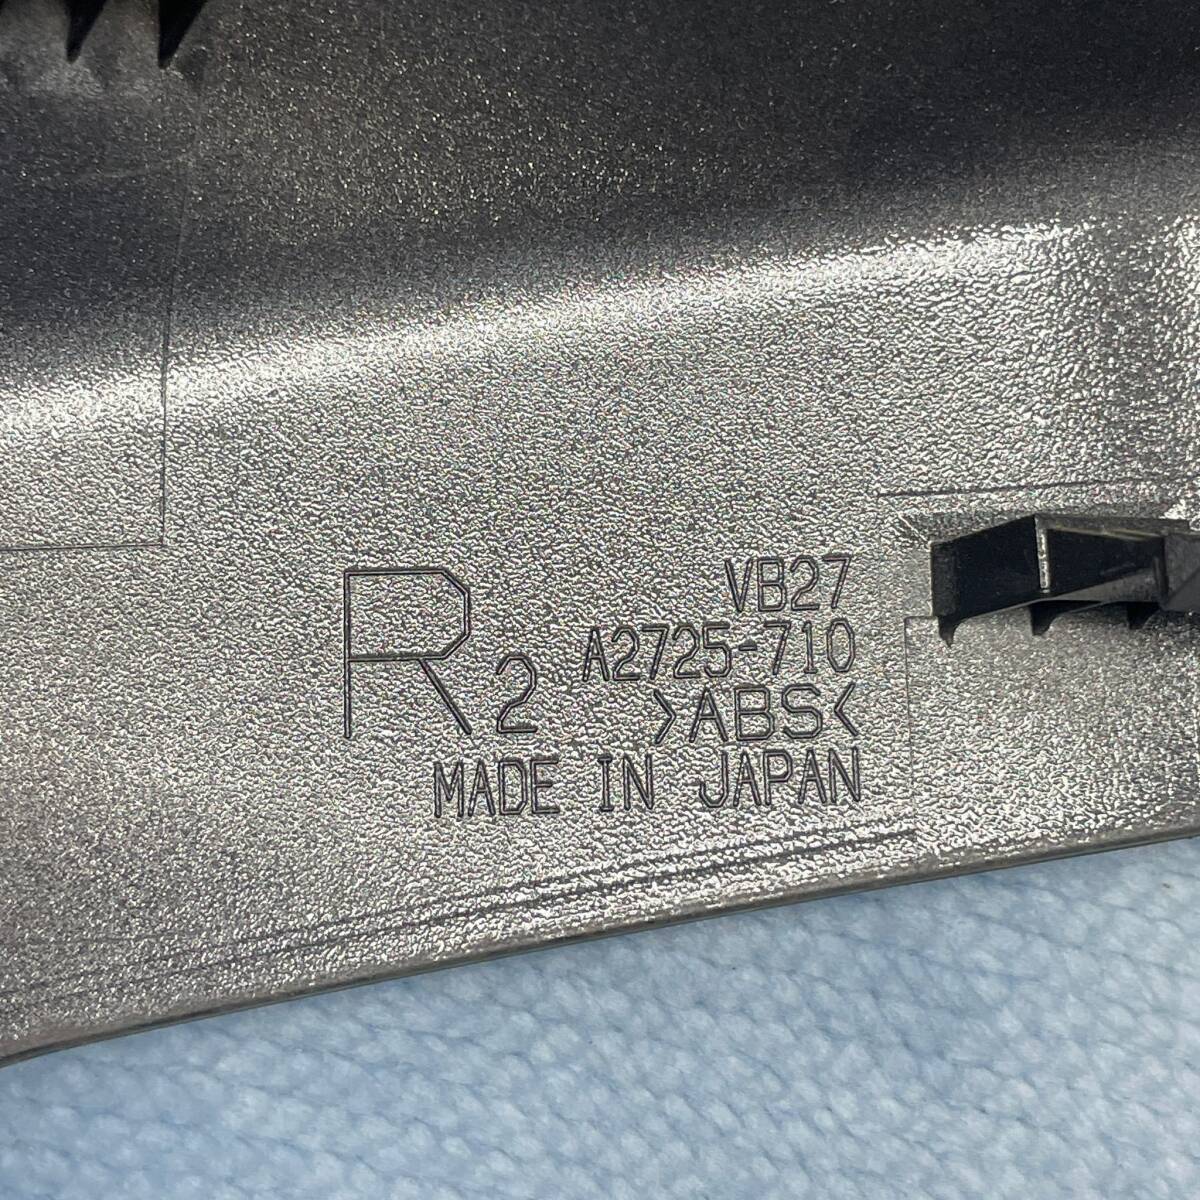 VB27
R2 A2725-710
>ABS<
MADE IN JAPAN